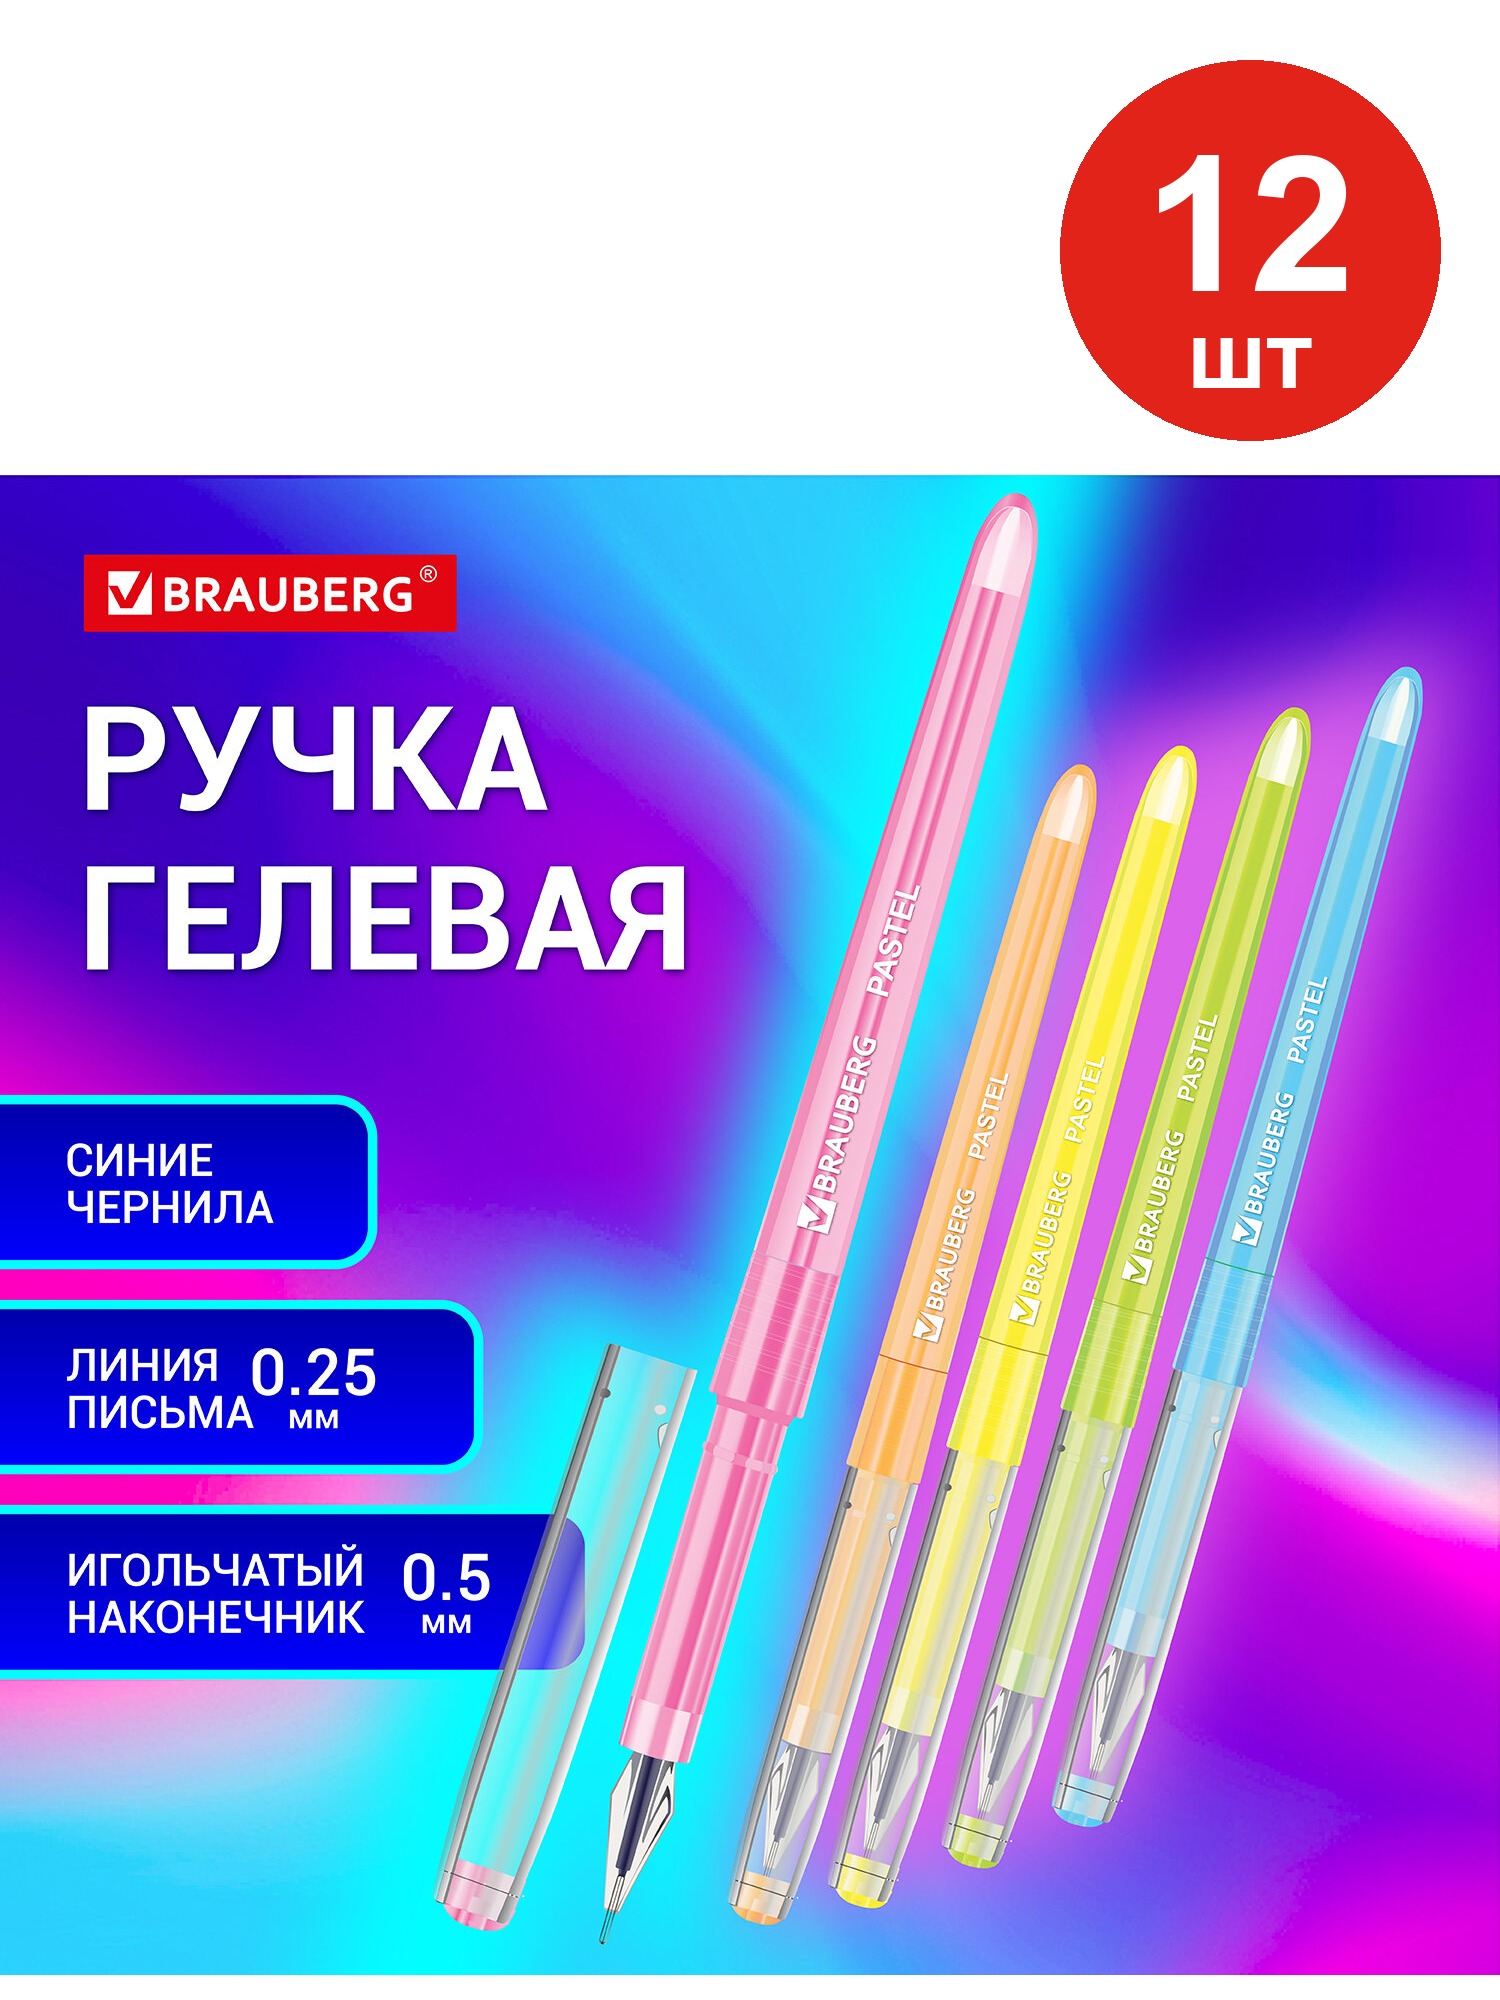 12
шт
BRAUBERG®
РУЧКА
ГЕЛЕВАЯ
СИНИЕ
ЧЕРНИЛА
ЛИНИЯ
ПИСЬМА
0.25
мм
ИГОЛЬЧАТЫЙ
НАКОНЕЧНИК
0.5
мм
BRAUBERG PASTEL
BRAUBERG PASTEL
BRAUBERG PASTEL
BRAUBERG PASTEL
BRAUBERG PASTEL